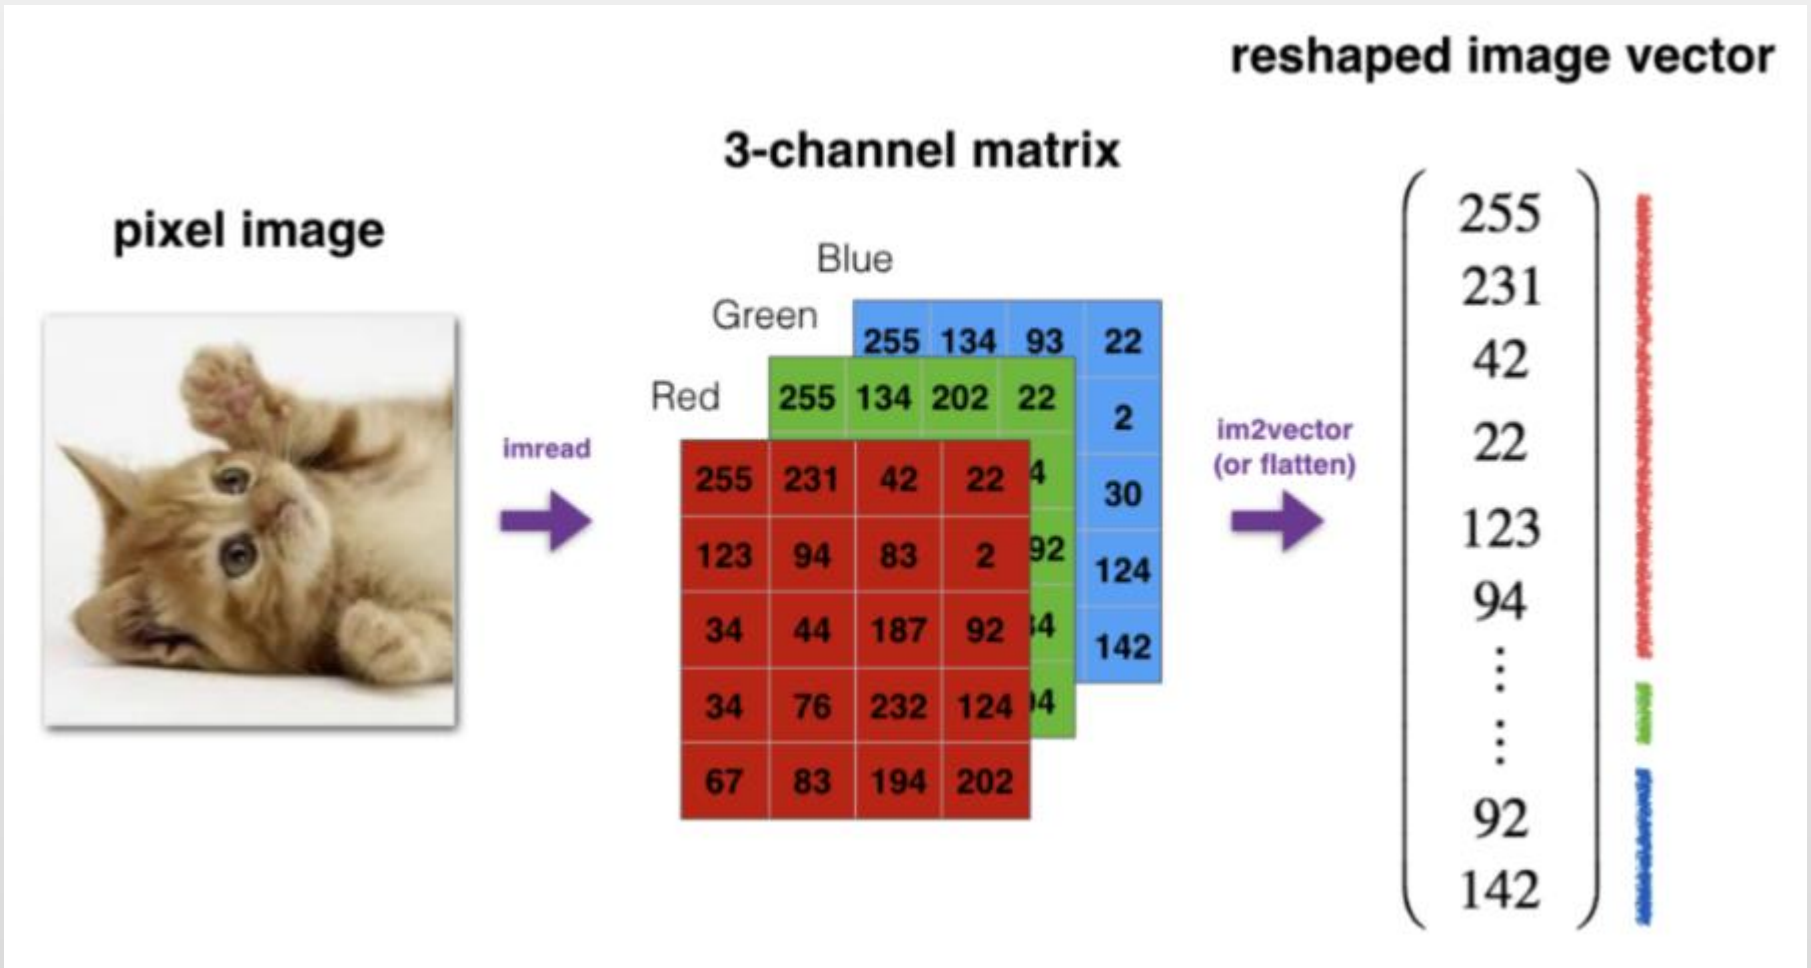 reshaped image vector
3-channel matrix
pixel image
Blue
Green
Red
255 134 93 22
2
30
124
142
255 134 202 22
255 231 42 22
123 94 83 2
34 44 187 92
34 76 232 124
67 83 194 202
imread
im2vector
(or flatten)
255
231
42
22
123
94
⋮
⋮
92
142